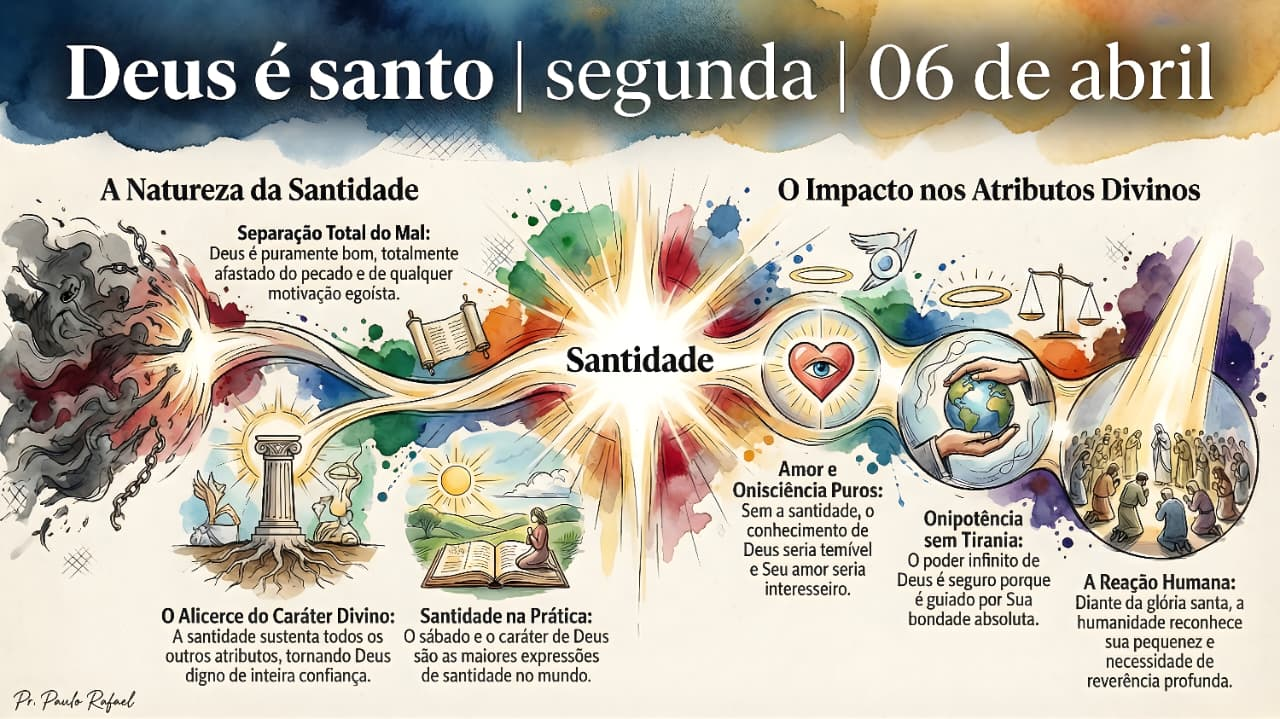 Deus é santo | segunda | 06 de abril
A Natureza da Santidade
Separação Total do Mal:
Deus é puramente bom, totalmente
afastado do pecado e de qualquer
motivação egoísta.
O Alicerce do Caráter Divino:
A santidade sustenta todos os
outros atributos, tornando Deus
digno de inteira confiança.
Santidade na Prática:
O sábado e o caráter de Deus
são as maiores expressões
de santidade no mundo.
Santidade
O Impacto nos Atributos Divinos
Amor e
Onisciência Puros:
Sem a santidade, o
conhecimento de
Deus seria temível
e Seu amor seria
interesseiro.
Onipotência
sem Tirania:
O poder infinito de
Deus é seguro porque
é guiado por Sua
bondade absoluta.
A Reação Humana:
Diante da glória santa, a
humanidade reconhece
sua pequenez e
necessidade de
reverência profunda.
Pr. Paulo Rafael